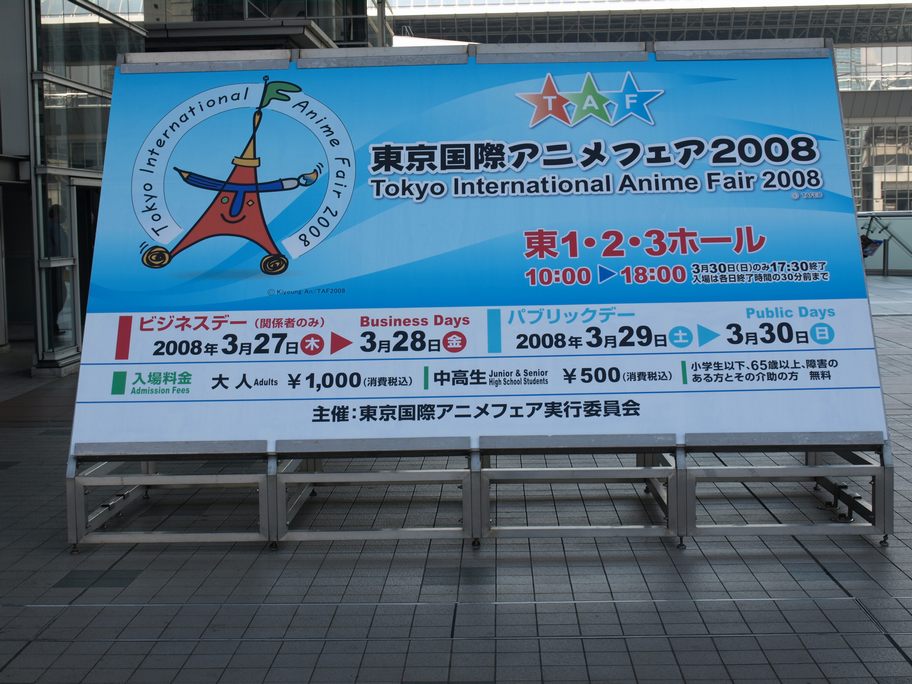 Tokyo International Anime Fair 2008
TAF
東京国際アニメフェア2008
Tokyo International Anime Fair 2008
東1・2・3ホール
10:00▶18:00 3月30日(日)のみ17:30終了
入場は各日終了時間の30分前まで
ビジネスデー(関係者のみ) Business Days
2008年3月27日木▶3月28日金
パブリックデー Public Days
2008年3月29日土▶3月30日日
入場料金
Admission Fees
大人 Adults ¥1,000(消費税込)
中高生 Junior & Senior
High School Students
¥500(消費税込)
小学生以下、65歳以上、障害の
ある方とその介助の方 無料
主催:東京国際アニメフェア実行委員会